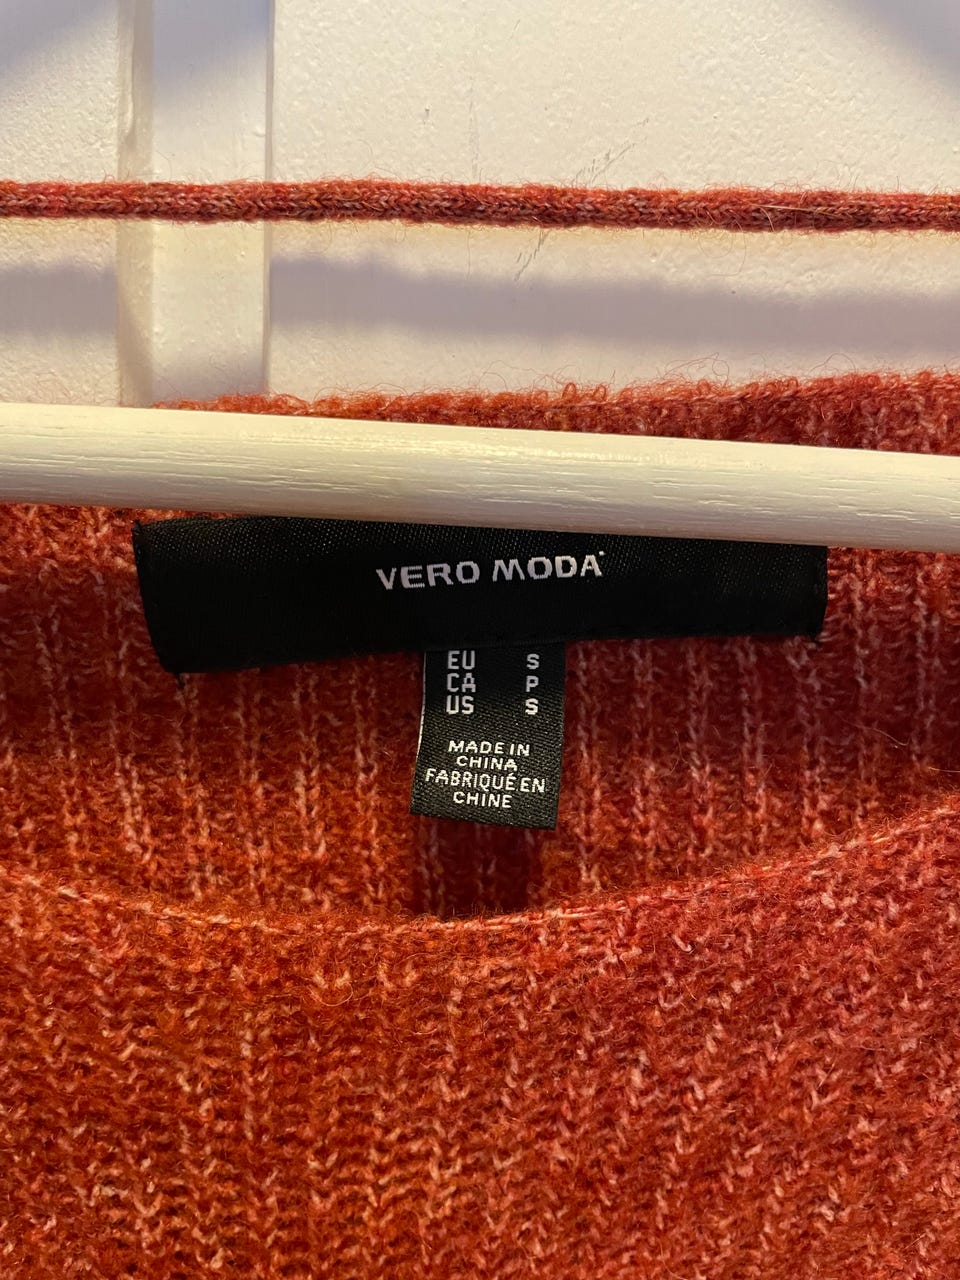 VERO MODA
EU S
CA P
US S
MADE IN
CHINA
FABRIQUÉ EN
CHINE